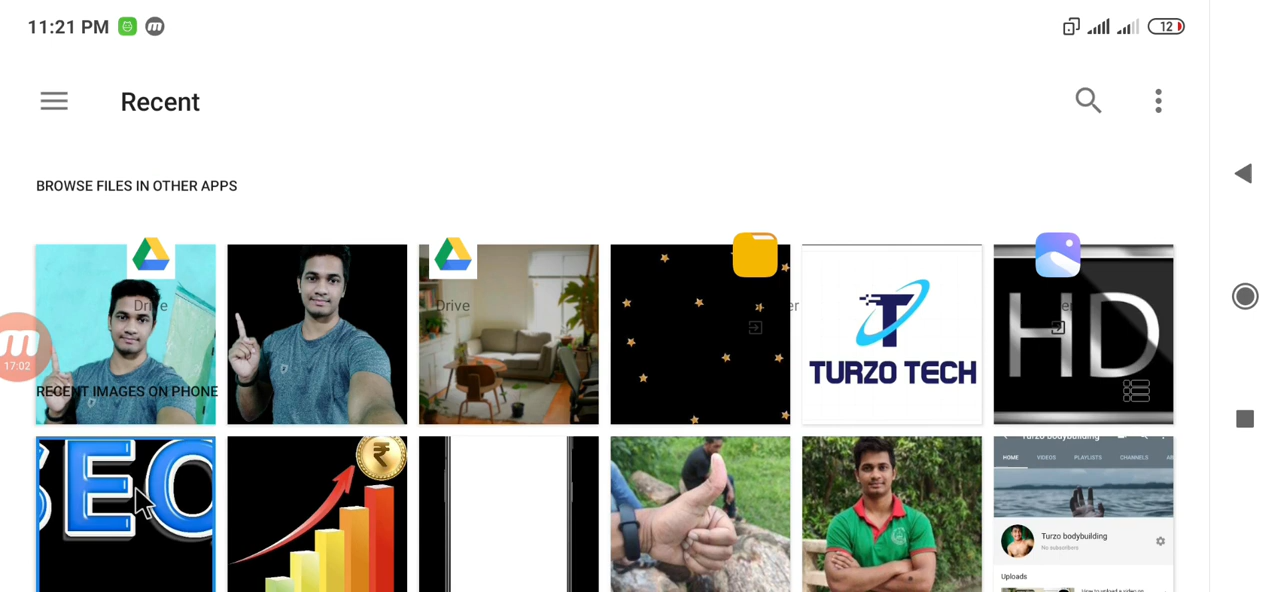 11:21 PM
12
Recent
BROWSE FILES IN OTHER APPS
Drive
Drive
TURZO TECH
HD
17:02
RECENT IMAGES ON PHONE
SEO
₹
Turzo bodybuilding
HOME VIDEOS PLAYLISTS CHANNELS
Turzo bodybuilding
No subscribers
Uploads